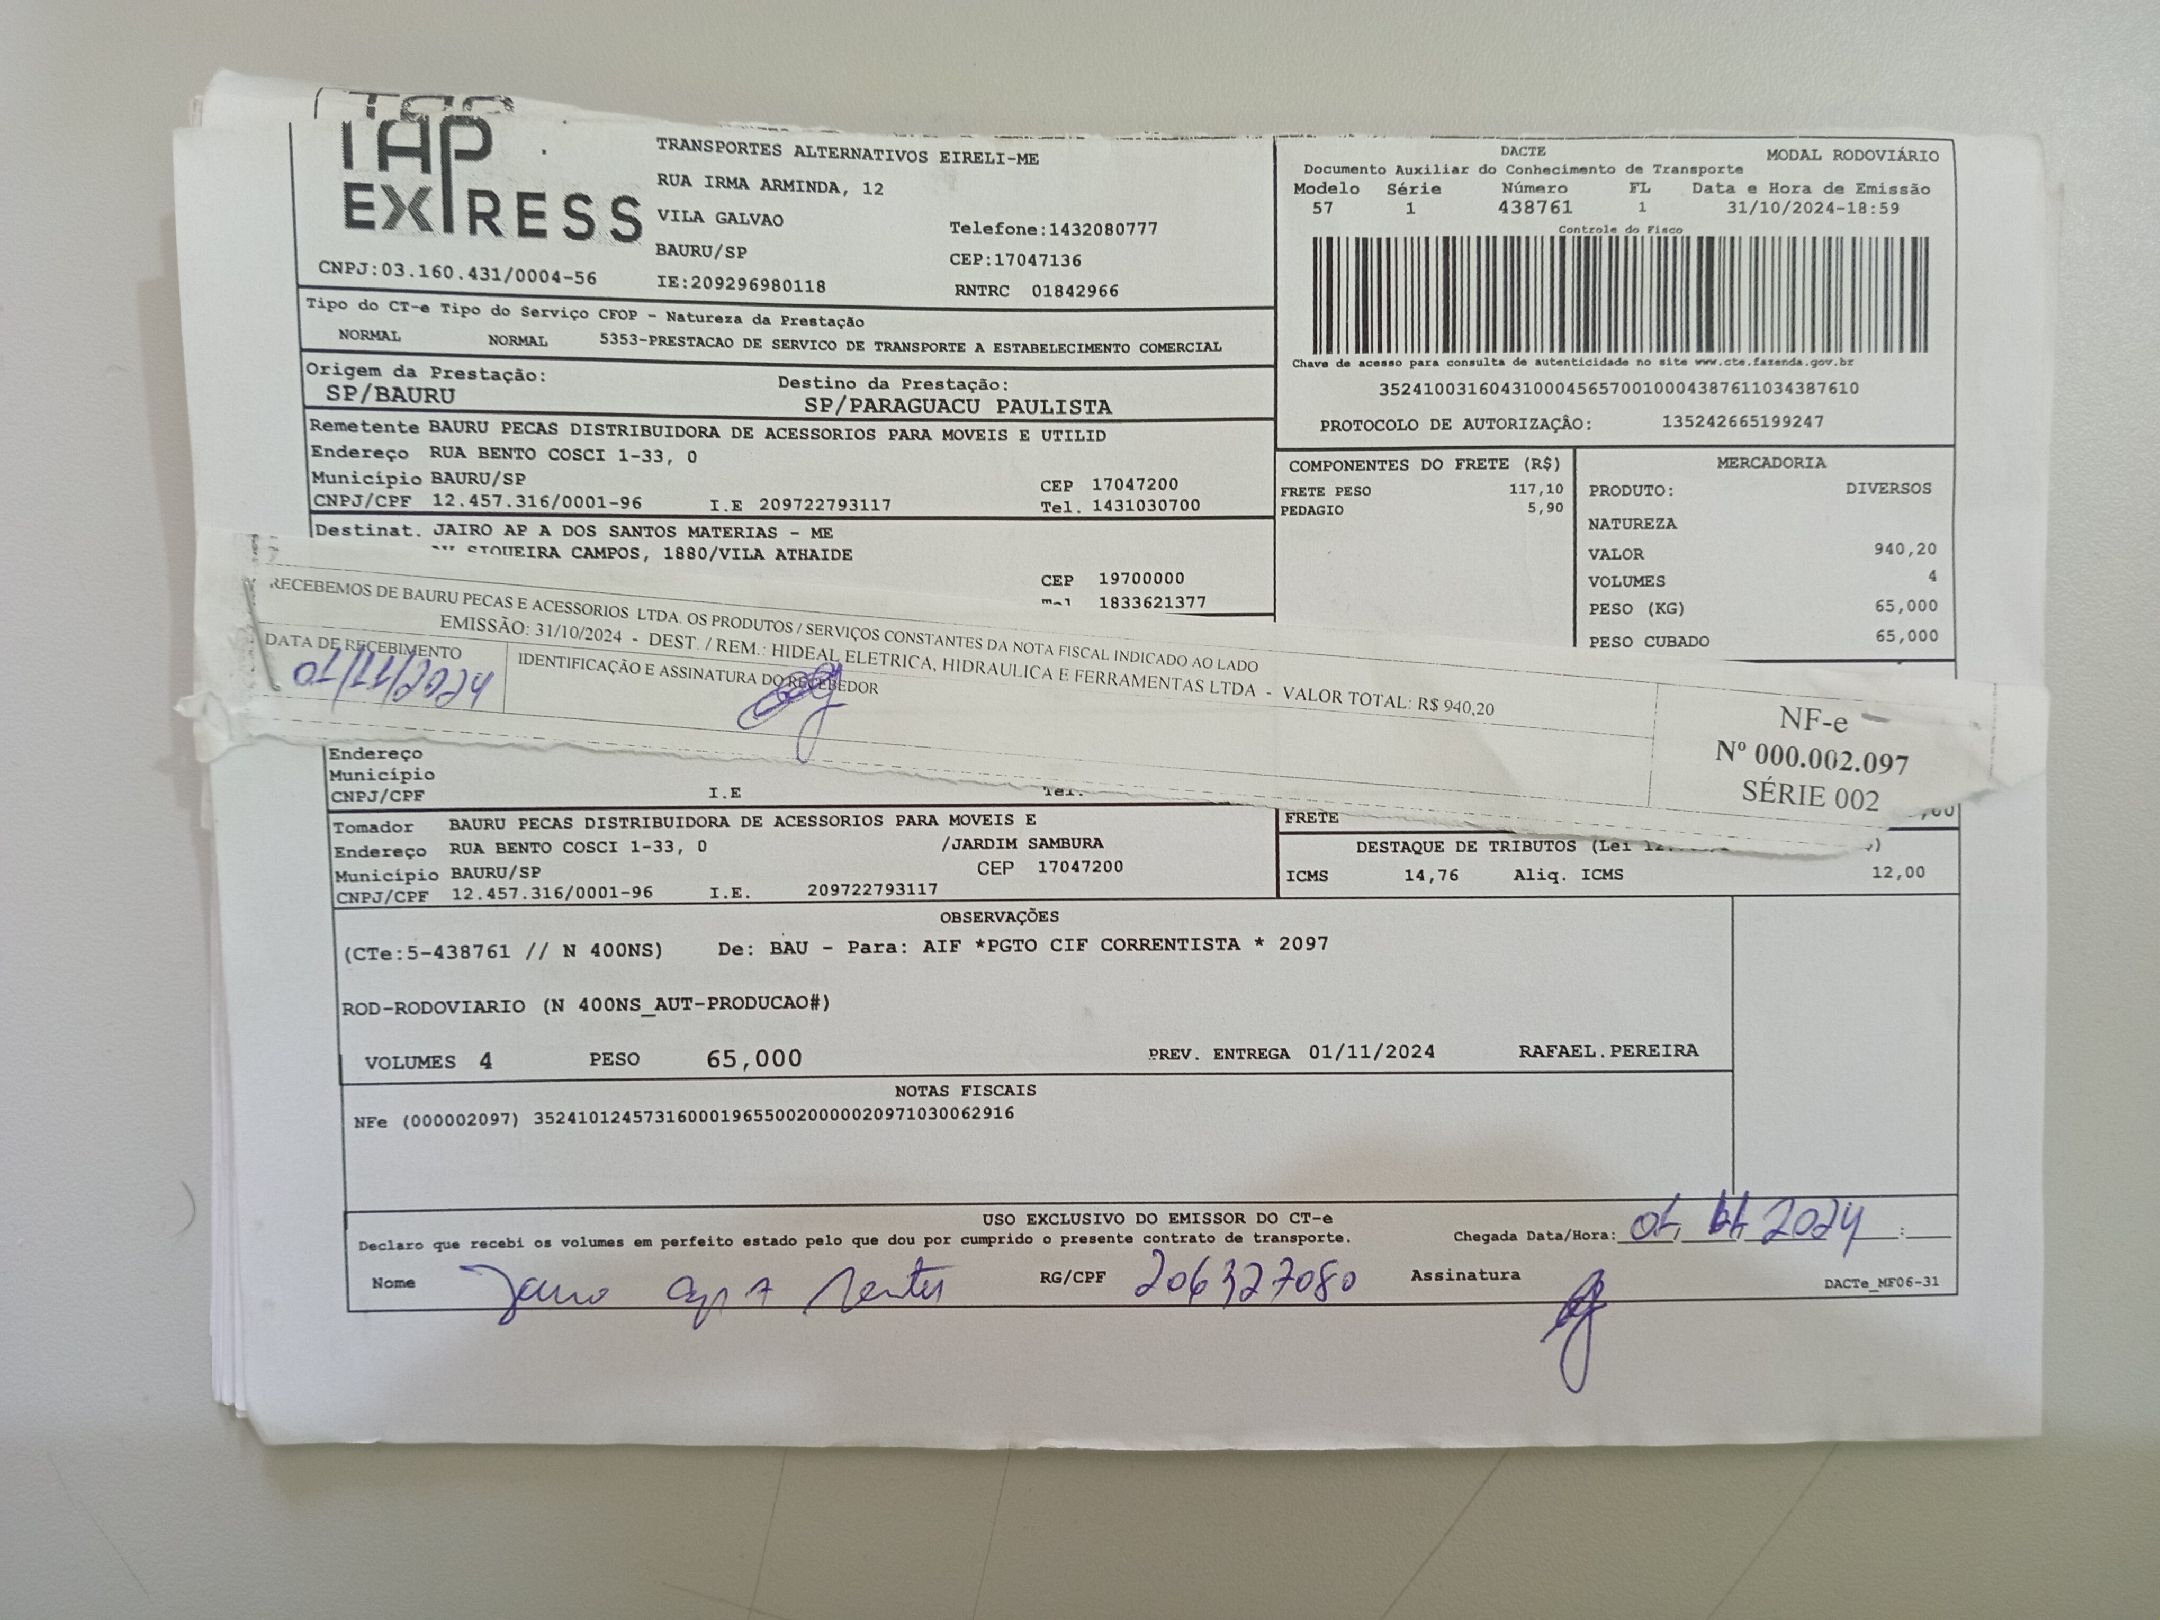 TAP
EXPRESS
TRANSPORTES ALTERNATIVOS EIRELI-ME
RUA IRMA ARMINDA, 12
VILA GALVAO
Telefone:1432080777
BAURU/SP
CEP:17047136
CNPJ:03.160.431/0004-56
IE:209296980118
RNTRC 01842966
DACTE
MODAL RODOVIÁRIO
Documento Auxiliar do Conhecimento de Transporte
Modelo Série Número FL Data e Hora de Emissão
57 1 438761 1 31/10/2024-18:59
Controle do Fisco
Chave de acesso para consulta de autenticidade no site www.cte.fazenda.gov.br
35241003160431000456570010004387611034387610
PROTOCOLO DE AUTORIZAÇÂO: 135242665199247
Tipo do CT-e Tipo do Serviço CFOP - Natureza da Prestação
NORMAL NORMAL 5353-PRESTACAO DE SERVICO DE TRANSPORTE A ESTABELECIMENTO COMERCIAL
Origem da Prestação: Destino da Prestação:
SP/BAURU SP/PARAGUACU PAULISTA
Remetente BAURU PECAS DISTRIBUIDORA DE ACESSORIOS PARA MOVEIS E UTILID
Endereço RUA BENTO COSCI 1-33, 0
Município BAURU/SP CEP 17047200
CNPJ/CPF 12.457.316/0001-96 I.E 209722793117 Tel. 1431030700
Destinat. JAIRO AP A DOS SANTOS MATERIAS - ME
SIQUEIRA CAMPOS, 1880/VILA ATHAIDE
CEP 19700000
1833621377
COMPONENTES DO FRETE (R$)
FRETE PESO 117,10
PEDAGIO 5,90
MERCADORIA
PRODUTO: DIVERSOS
NATUREZA
VALOR 940,20
VOLUMES 4
PESO (KG) 65,000
PESO CUBADO 65,000
RECEBEMOS DE BAURU PECAS E ACESSORIOS LTDA. OS PRODUTOS / SERVIÇOS CONSTANTES DA NOTA FISCAL INDICADO AO LADO
EMISSÃO: 31/10/2024 - DEST. / REM.: HIDEAL ELETRICA, HIDRAULICA E FERRAMENTAS LTDA - VALOR TOTAL: R$ 940,20
DATA DE RECEBIMENTO
01/11/2024
IDENTIFICAÇÃO E ASSINATURA DO RECEBEDOR
NF-e
Nº 000.002.097
SÉRIE 002
Endereço
Município
CNPJ/CPF I.E Tel.
Tomador BAURU PECAS DISTRIBUIDORA DE ACESSORIOS PARA MOVEIS E
Endereço RUA BENTO COSCI 1-33, 0 /JARDIM SAMBURA
Município BAURU/SP CEP 17047200
CNPJ/CPF 12.457.316/0001-96 I.E. 209722793117
FRETE
DESTAQUE DE TRIBUTOS (Lei
ICMS 14,76 Aliq. ICMS 12,00
OBSERVAÇÕES
(CTe:5-438761 // N 400NS) De: BAU - Para: AIF *PGTO CIF CORRENTISTA * 2097
ROD-RODOVIARIO (N 400NS_AUT-PRODUCAO#)
VOLUMES 4 PESO 65,000 PREV. ENTREGA 01/11/2024 RAFAEL.PEREIRA
NOTAS FISCAIS
NFe (000002097) 35241012457316000196550020000020971030062916
USO EXCLUSIVO DO EMISSOR DO CT-e
Declaro que recebi os volumes em perfeito estado pelo que dou por cumprido o presente contrato de transporte.
Chegada Data/Hora: 01 11 2024 :
Nome RG/CPF 206327080 Assinatura
DACTe_MF06-31